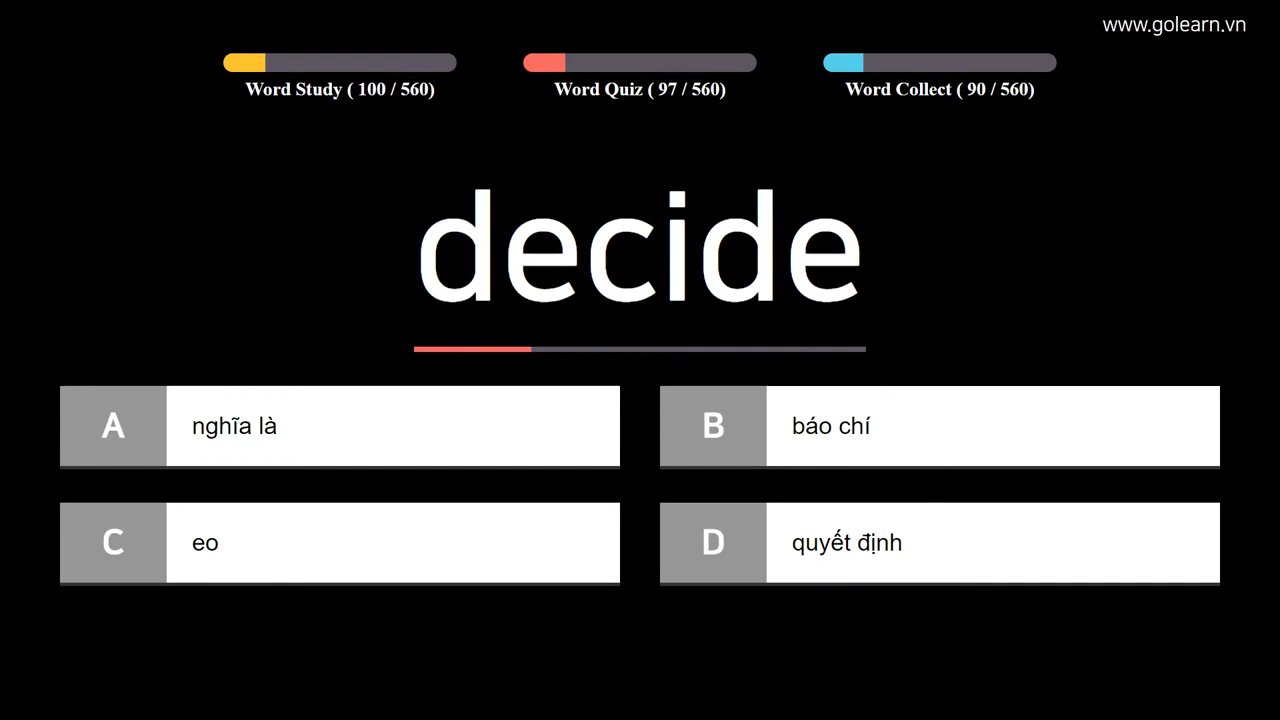 www.golearn.vn
Word Study ( 100 / 560)
Word Quiz ( 97 / 560)
Word Collect ( 90 / 560)
decide
A nghĩa là
B báo chí
C eo
D quyết định